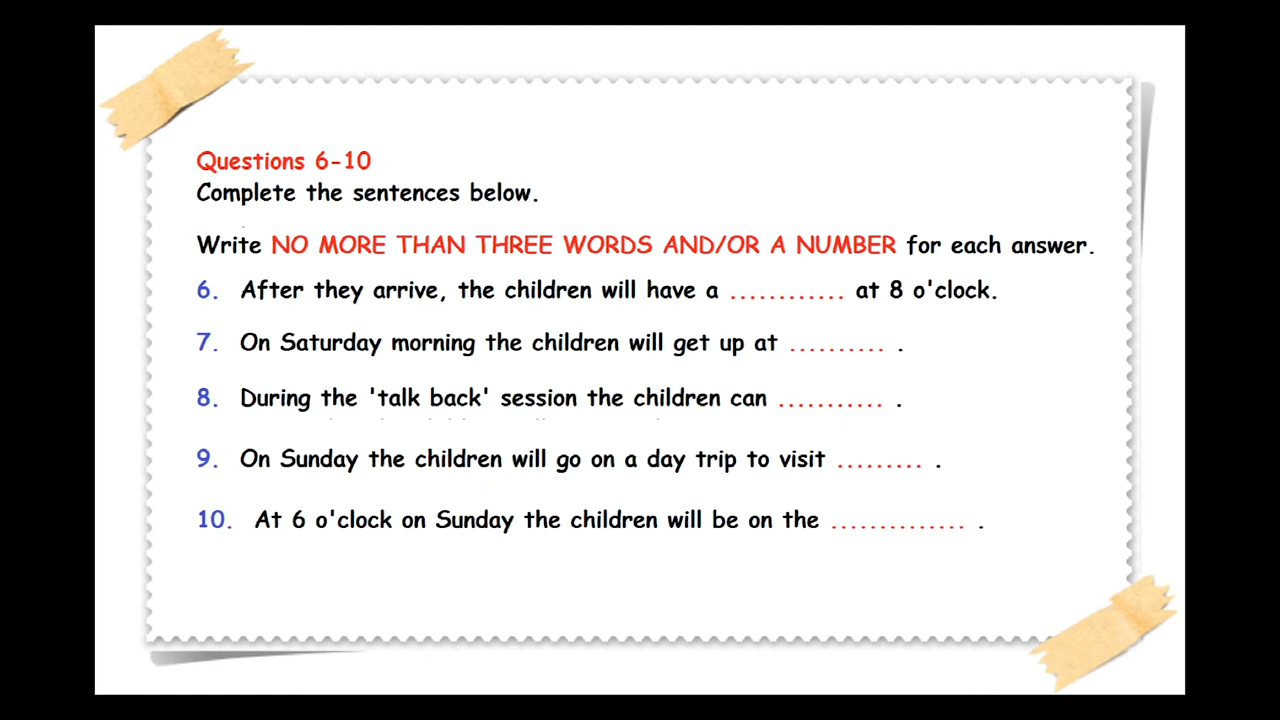 Questions 6-10
Complete the sentences below.
Write NO MORE THAN THREE WORDS AND/OR A NUMBER for each answer.
6. After they arrive, the children will have a ............ at 8 o'clock.
7. On Saturday morning the children will get up at .......... .
8. During the 'talk back' session the children can ........... .
9. On Sunday the children will go on a day trip to visit ......... .
10. At 6 o'clock on Sunday the children will be on the .............. .